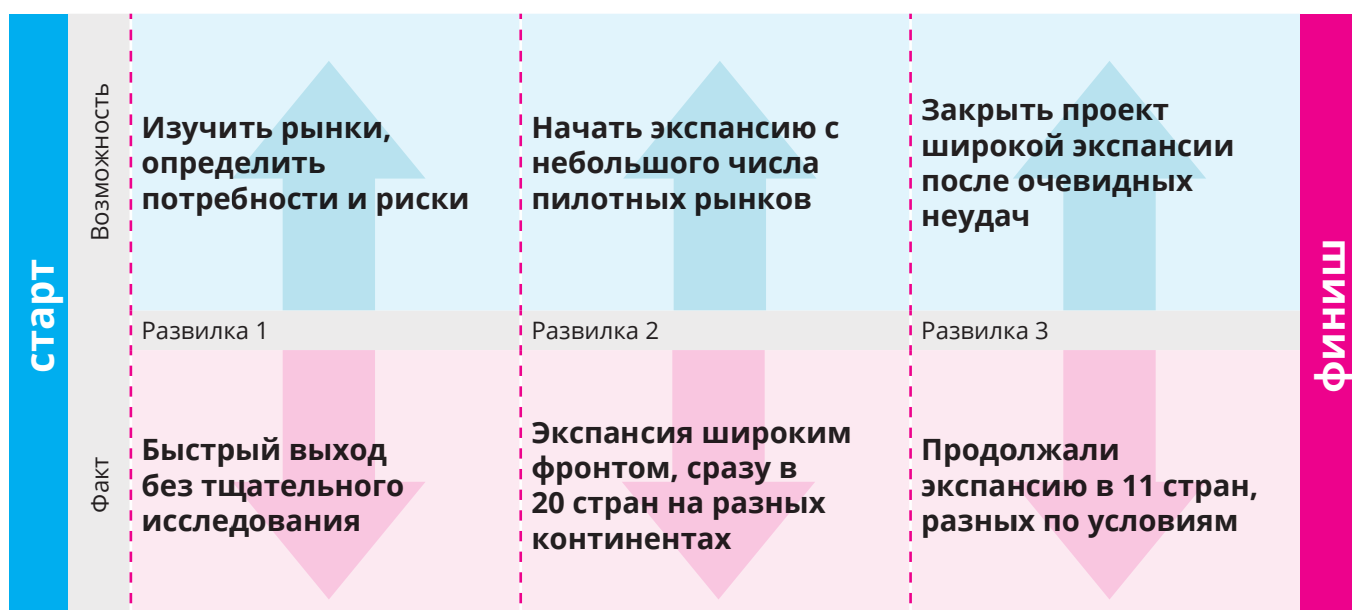 старт
Возможность
Изучить рынки,
определить
потребности и риски
Начать экспансию с
небольшого числа
пилотных рынков
Закрыть проект
широкой экспансии
после очевидных
неудач
Развилка 1
Развилка 2
Развилка 3
Факт
Быстрый выход
без тщательного
исследования
Экспансия широким
фронтом, сразу в
20 стран на разных
континентах
Продолжали
экспансию в 11 стран,
разных по условиям
финиш